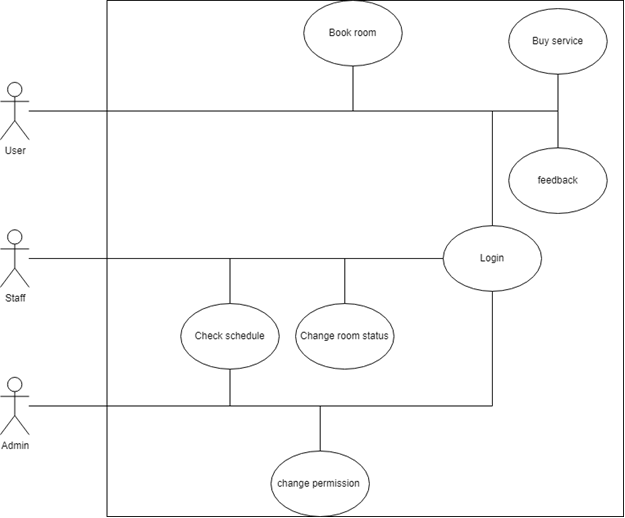 Book room
Buy service
User
feedback
Staff
Login
Check schedule
Change room status
Admin
change permission